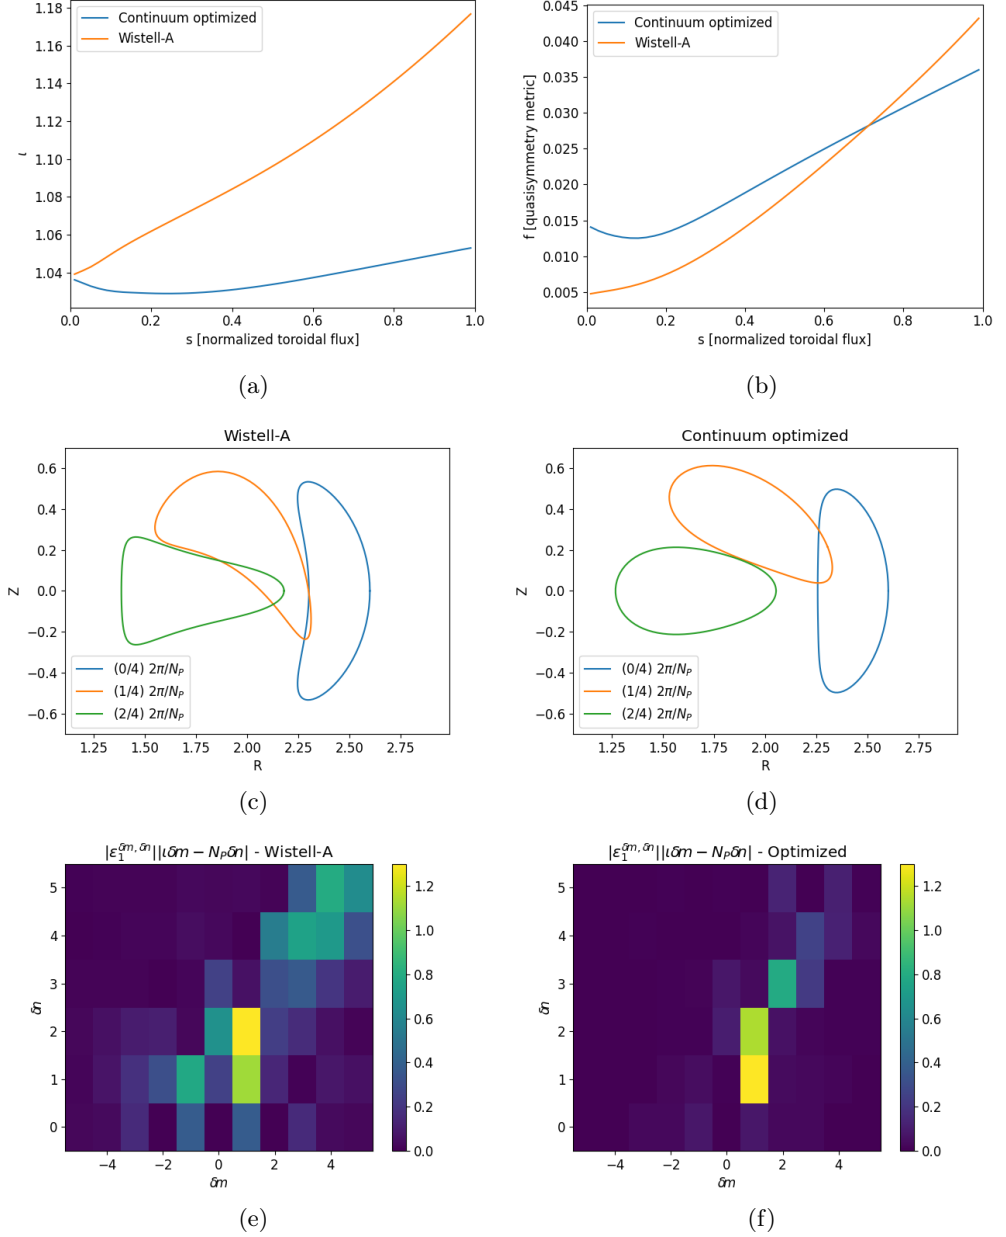 Continuum optimized
Wistell-A
1.18
1.16
1.14
1.12
1.10
1.08
1.06
1.04
ι
0.0 0.2 0.4 0.6 0.8 1.0
s [normalized toroidal flux]
(a)
Continuum optimized
Wistell-A
0.045
0.040
0.035
0.030
0.025
0.020
0.015
0.010
0.005
f [quasisymmetry metric]
0.0 0.2 0.4 0.6 0.8 1.0
s [normalized toroidal flux]
(b)
Wistell-A
0.6
0.4
0.2
0.0
−0.2
−0.4
−0.6
Z
(0/4) 2π/N_P
(1/4) 2π/N_P
(2/4) 2π/N_P
1.25 1.50 1.75 2.00 2.25 2.50 2.75
R
(c)
Continuum optimized
0.6
0.4
0.2
0.0
−0.2
−0.4
−0.6
Z
(0/4) 2π/N_P
(1/4) 2π/N_P
(2/4) 2π/N_P
1.25 1.50 1.75 2.00 2.25 2.50 2.75
R
(d)
|ε_1^{δm, δn}||ιδm − N_Pδn| - Wistell-A
5
4
3
2
1
0
δn
−4 −2 0 2 4
δm
1.2
1.0
0.8
0.6
0.4
0.2
0.0
(e)
|ε_1^{δm, δn}||ιδm − N_Pδn| - Optimized
5
4
3
2
1
0
δn
−4 −2 0 2 4
δm
1.2
1.0
0.8
0.6
0.4
0.2
0.0
(f)